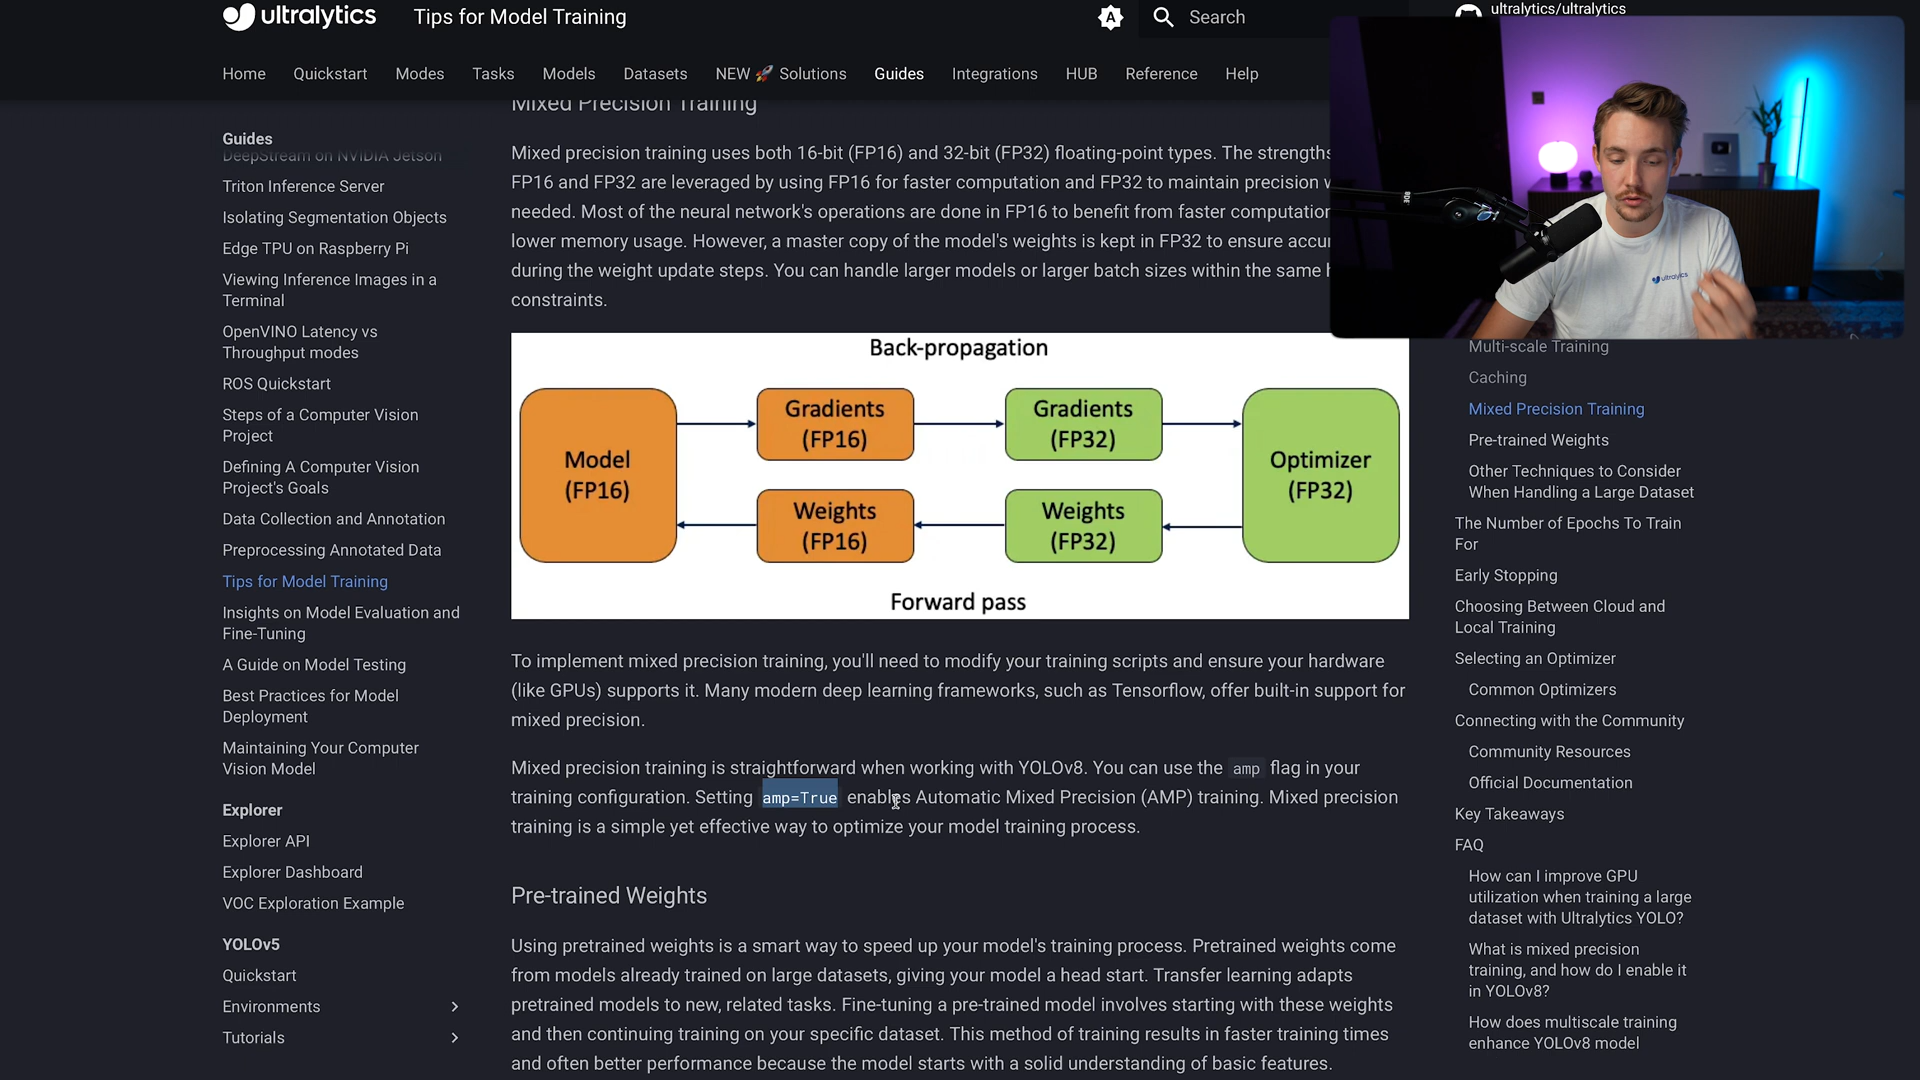 ultralytics
Tips for Model Training
A
Search
ultralytics/ultralytics
Home
Quickstart
Modes
Tasks
Models
Datasets
NEW 🚀 Solutions
Guides
Integrations
HUB
Reference
Help
Guides
DeepStream on NVIDIA Jetson
Triton Inference Server
Isolating Segmentation Objects
Edge TPU on Raspberry Pi
Viewing Inference Images in a
Terminal
OpenVINO Latency vs
Throughput modes
ROS Quickstart
Steps of a Computer Vision
Project
Defining A Computer Vision
Project's Goals
Data Collection and Annotation
Preprocessing Annotated Data
Tips for Model Training
Insights on Model Evaluation and
Fine-Tuning
A Guide on Model Testing
Best Practices for Model
Deployment
Maintaining Your Computer
Vision Model
Explorer
Explorer API
Explorer Dashboard
VOC Exploration Example
YOLOv5
Quickstart
Environments
Tutorials
Mixed Precision Training
Mixed precision training uses both 16-bit (FP16) and 32-bit (FP32) floating-point types. The strengths
FP16 and FP32 are leveraged by using FP16 for faster computation and FP32 to maintain precision
needed. Most of the neural network's operations are done in FP16 to benefit from faster computation
lower memory usage. However, a master copy of the model's weights is kept in FP32 to ensure
during the weight update steps. You can handle larger models or larger batch sizes within the same
constraints.
Back-propagation
Model
(FP16)
Gradients
(FP16)
Gradients
(FP32)
Optimizer
(FP32)
Weights
(FP16)
Weights
(FP32)
Forward pass
To implement mixed precision training, you'll need to modify your training scripts and ensure your hardware
(like GPUs) supports it. Many modern deep learning frameworks, such as Tensorflow, offer built-in support for
mixed precision.
Mixed precision training is straightforward when working with YOLOv8. You can use the amp flag in your
training configuration. Setting amp=True enables Automatic Mixed Precision (AMP) training. Mixed precision
training is a simple yet effective way to optimize your model training process.
Pre-trained Weights
Using pretrained weights is a smart way to speed up your model's training process. Pretrained weights come
from models already trained on large datasets, giving your model a head start. Transfer learning adapts
pretrained models to new, related tasks. Fine-tuning a pre-trained model involves starting with these weights
and then continuing training on your specific dataset. This method of training results in faster training times
and often better performance because the model starts with a solid understanding of basic features.
ultralytics
Multi-scale Training
Caching
Mixed Precision Training
Pre-trained Weights
Other Techniques to Consider
When Handling a Large Dataset
The Number of Epochs To Train
For
Early Stopping
Choosing Between Cloud and
Local Training
Selecting an Optimizer
Common Optimizers
Connecting with the Community
Community Resources
Official Documentation
Key Takeaways
FAQ
How can I improve GPU
utilization when training a large
dataset with Ultralytics YOLO?
What is mixed precision
training, and how do I enable it
in YOLOv8?
How does multiscale training
enhance YOLOv8 model